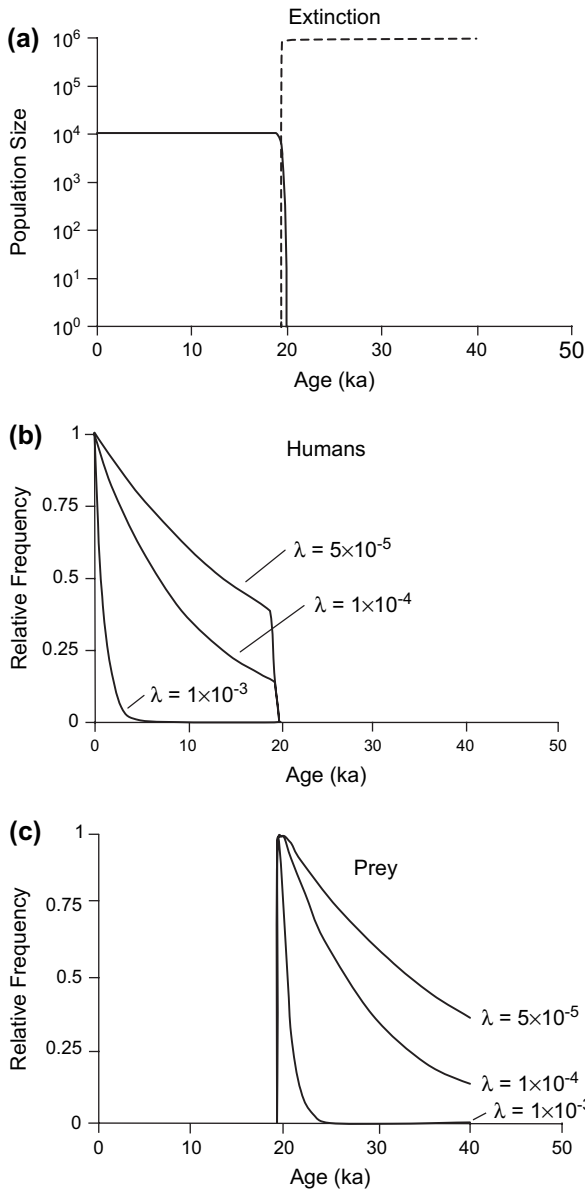 Extinction
(a)
10⁶
10⁵
10⁴
10³
10²
10¹
10⁰
Population Size
0 10 20 30 40 50
Age (ka)
(b)
Humans
1
0.75
0.5
0.25
0
Relative Frequency
λ = 5×10⁻⁵
λ = 1×10⁻⁴
λ = 1×10⁻³
0 10 20 30 40 50
Age (ka)
(c)
Prey
1
0.75
0.5
0.25
0
Relative Frequency
λ = 5×10⁻⁵
λ = 1×10⁻⁴
λ = 1×10⁻³
0 10 20 30 40 50
Age (ka)